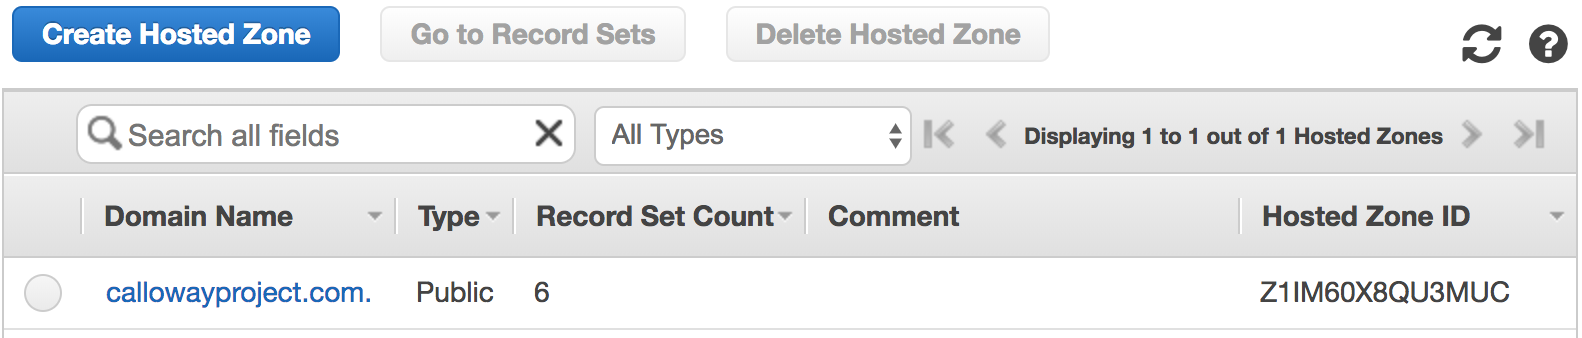 Create Hosted Zone Go to Record Sets Delete Hosted Zone
Search all fields All Types Displaying 1 to 1 out of 1 Hosted Zones
Domain Name Type Record Set Count Comment Hosted Zone ID
callowayproject.com. Public 6 Z1IM60X8QU3MUC